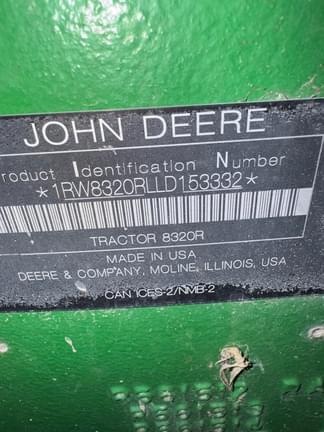 JOHN DEERE
Product Identification Number
*1RW8320RLLD153332*
TRACTOR 8320R
MADE IN USA
DEERE & COMPANY, MOLINE, ILLINOIS, USA
CAN ICES-2/NMB-2